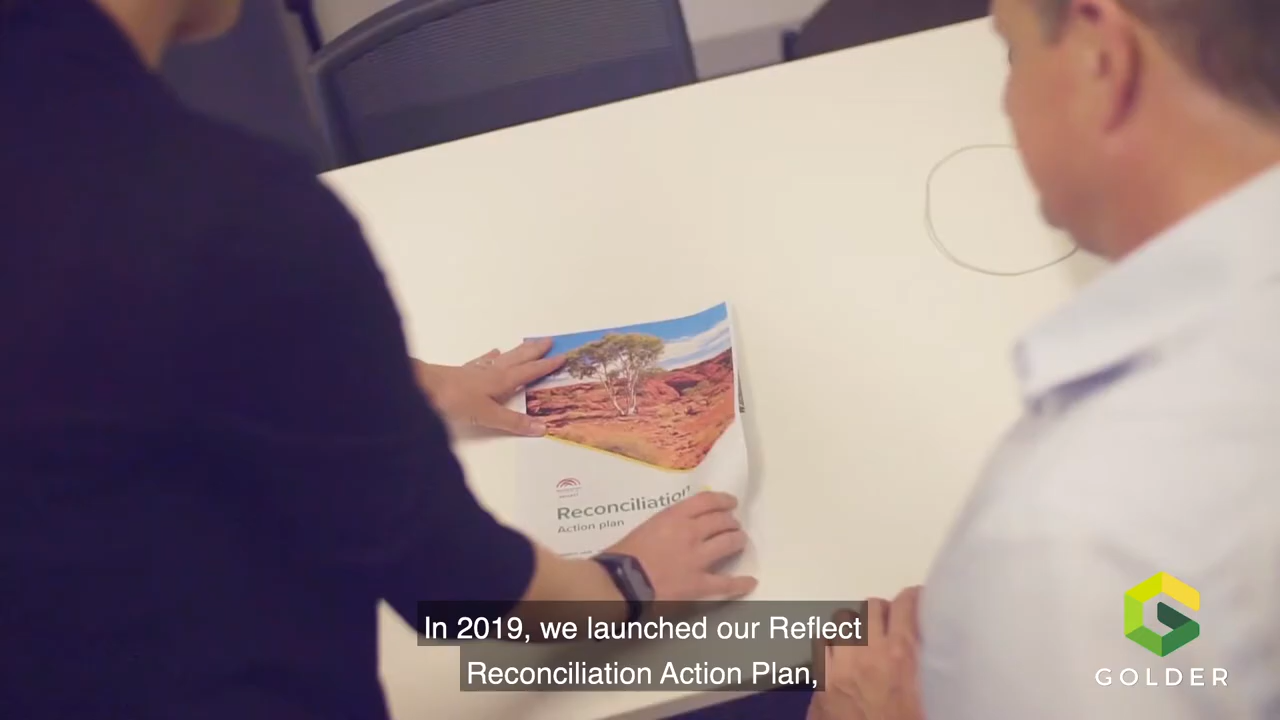 Reconciliation
Action plan
In 2019, we launched our Reflect
Reconciliation Action Plan,
GOLDER